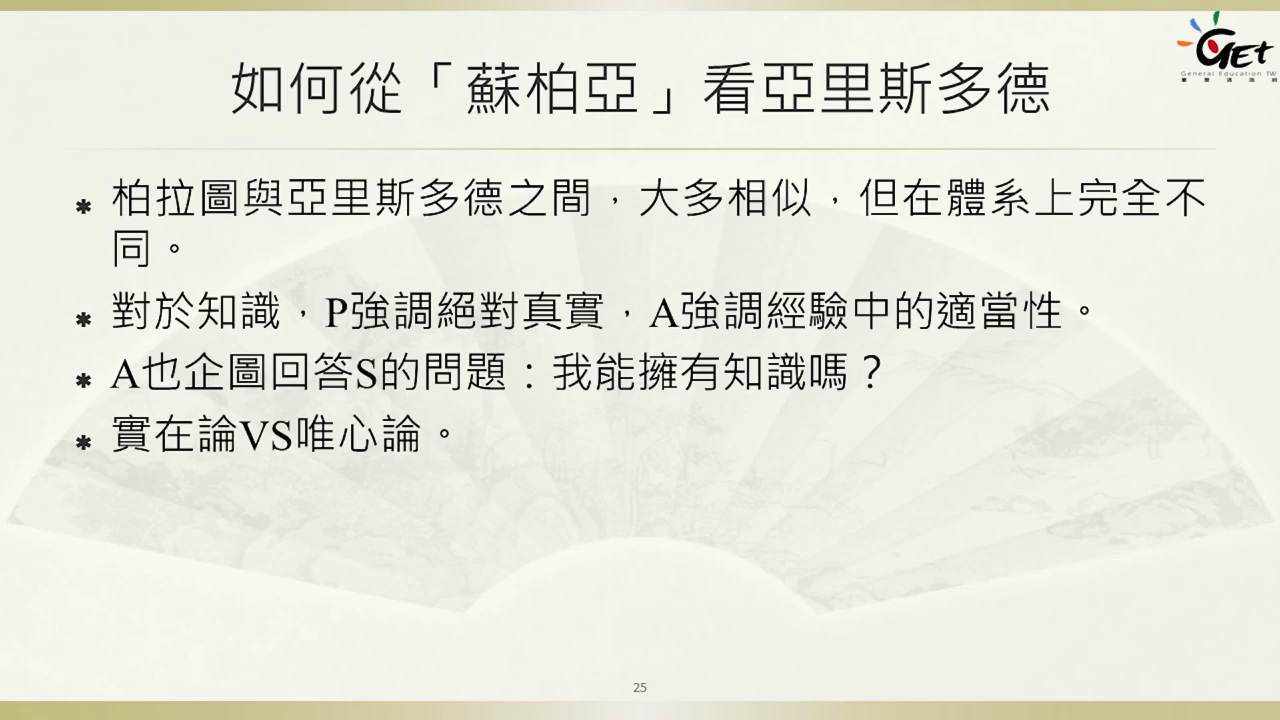 GET
General Education TW
如何從「蘇柏亞」看亞里斯多德
柏拉圖與亞里斯多德之間，大多相似，但在體系上完全不
同。
對於知識，P強調絕對真實，A強調經驗中的適當性。
A也企圖回答S的問題：我能擁有知識嗎？
實在論VS唯心論。
25